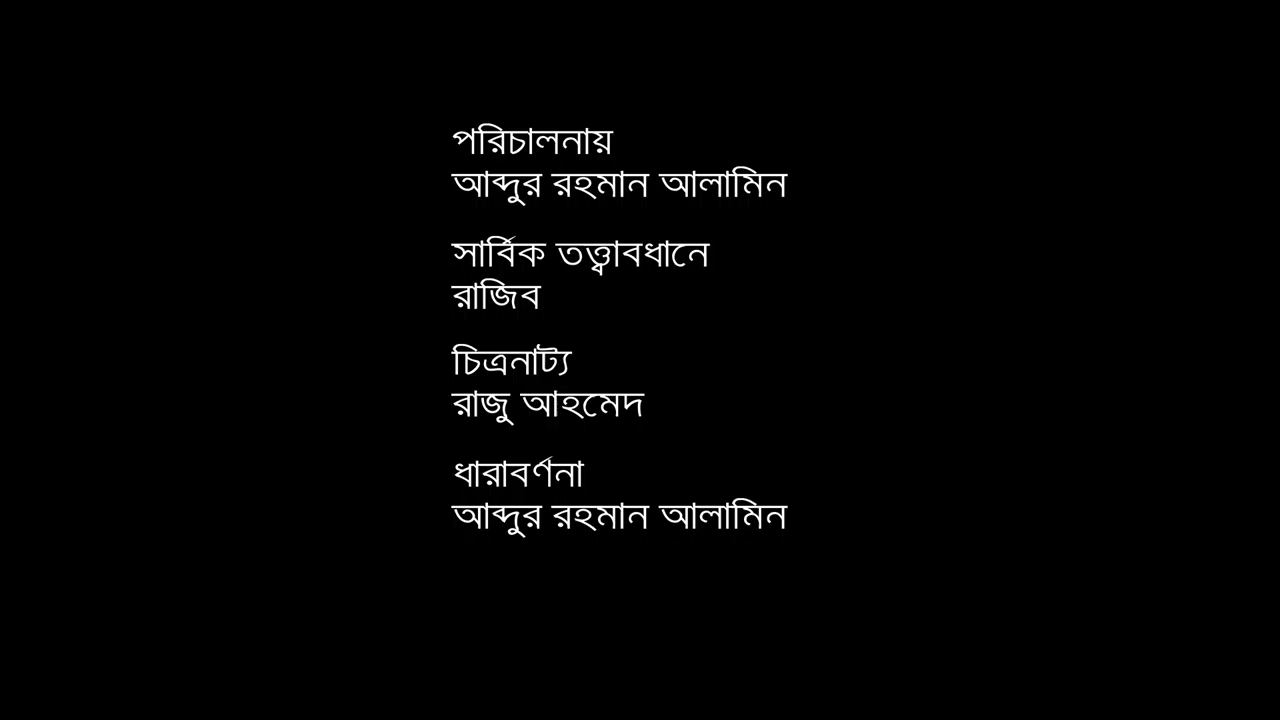 পরিচালনায়
আব্দুর রহমান আলামিন
সার্বিক তত্ত্বাবধানে
রাজিব
চিত্রনাট্য
রাজু আহমেদ
ধারাবর্ণনা
আব্দুর রহমান আলামিন